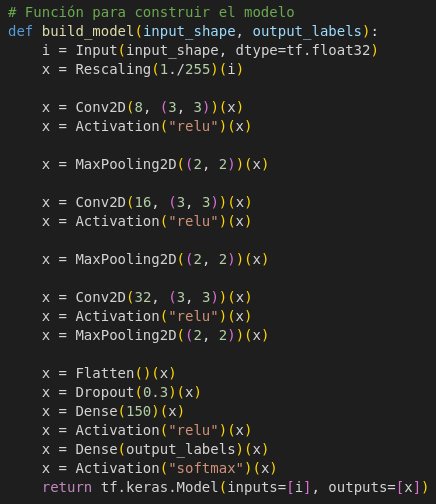 # Función para construir el modelo
def build_model(input_shape, output_labels):
    i = Input(input_shape, dtype=tf.float32)
    x = Rescaling(1./255)(i)

    x = Conv2D(8, (3, 3))(x)
    x = Activation("relu")(x)

    x = MaxPooling2D((2, 2))(x)

    x = Conv2D(16, (3, 3))(x)
    x = Activation("relu")(x)

    x = MaxPooling2D((2, 2))(x)

    x = Conv2D(32, (3, 3))(x)
    x = Activation("relu")(x)
    x = MaxPooling2D((2, 2))(x)

    x = Flatten()(x)
    x = Dropout(0.3)(x)
    x = Dense(150)(x)
    x = Activation("relu")(x)
    x = Dense(output_labels)(x)
    x = Activation("softmax")(x)
    return tf.keras.Model(inputs=[i], outputs=[x])